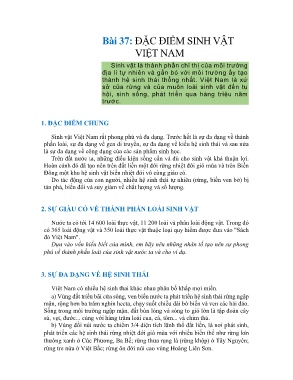 Bài 37: ĐẶC ĐIỂM SINH VẬT
VIỆT NAM
Sinh vật là thành phần chỉ thị của môi trường
địa lí tự nhiên và gắn bó với môi trường ấy tạo
thành hệ sinh thái thống nhất. Việt Nam là xứ
sở của rừng và của muôn loài sinh vật đến tụ
hội, sinh sống, phát triển qua hàng triệu năm
trước.
1. ĐẶC ĐIỂM CHUNG
Sinh vật Việt Nam rất phong phú và đa dạng. Trước hết là sự đa dạng về thành
phần loài, sự đa dạng về gen di truyền, sự đa dạng về kiểu hệ sinh thái và sau nữa
là sự đa dạng về công dụng của các sản phẩm sinh học.
Trên đất nước ta, những điều kiện sống cần và đủ cho sinh vật khá thuận lợi.
Hoàn cảnh đó đã tạo nên trên đất liền một đới rừng nhiệt đới gió mùa và trên Biển
Đông một khu hệ sinh vật biển nhiệt đới vô cùng giàu có.
Do tác động của con người, nhiều hệ sinh thái tự nhiên (rừng, biển ven bờ) bị
tàn phá, biến đổi và suy giảm về chất lượng và số lượng.
2. SỰ GIÀU CÓ VỀ THÀNH PHẦN LOÀI SINH VẬT
Nước ta có tới 14 600 loài thực vật, 11 200 loài và phân loài động vật. Trong đó
có 365 loài động vật và 350 loài thực vật thuộc loại quý hiếm được đưa vào "Sách
đỏ Việt Nam".
Dựa vào vốn hiểu biết của mình, em hãy nêu những nhân tố tạo nên sự phong
phú về thành phần loài của sinh vật nước ta và cho ví dụ.
3. SỰ ĐA DẠNG VỀ HỆ SINH THÁI
Việt Nam có nhiều hệ sinh thái khác nhau phân bố khắp mọi miền.
a) Vùng đất triều bãi cửa sông, ven biển nước ta phát triển hệ sinh thái rừng ngập
mặn, rộng hơn ba trăm nghìn hecta, chạy suốt chiều dài bờ biển và ven các hải đảo.
Sống trong môi trường ngập mặn, đất bùn lỏng và sóng to gió lớn là tập đoàn cây
sú, vẹt, đước... cùng với hàng trăm loài cua, cá, tôm... và chim thú.
b) Vùng đồi núi nước ta chiếm 3/4 diện tích lãnh thổ đất liền, là nơi phát sinh,
phát triển các hệ sinh thái rừng nhiệt đới gió mùa với nhiều biến thể như rừng kín
thường xanh ở Cúc Phương, Ba Bể; rừng thưa rụng lá (rừng khộp) ở Tây Nguyên;
rừng tre nứa ở Việt Bắc; rừng ôn đới núi cao vùng Hoàng Liên Sơn.